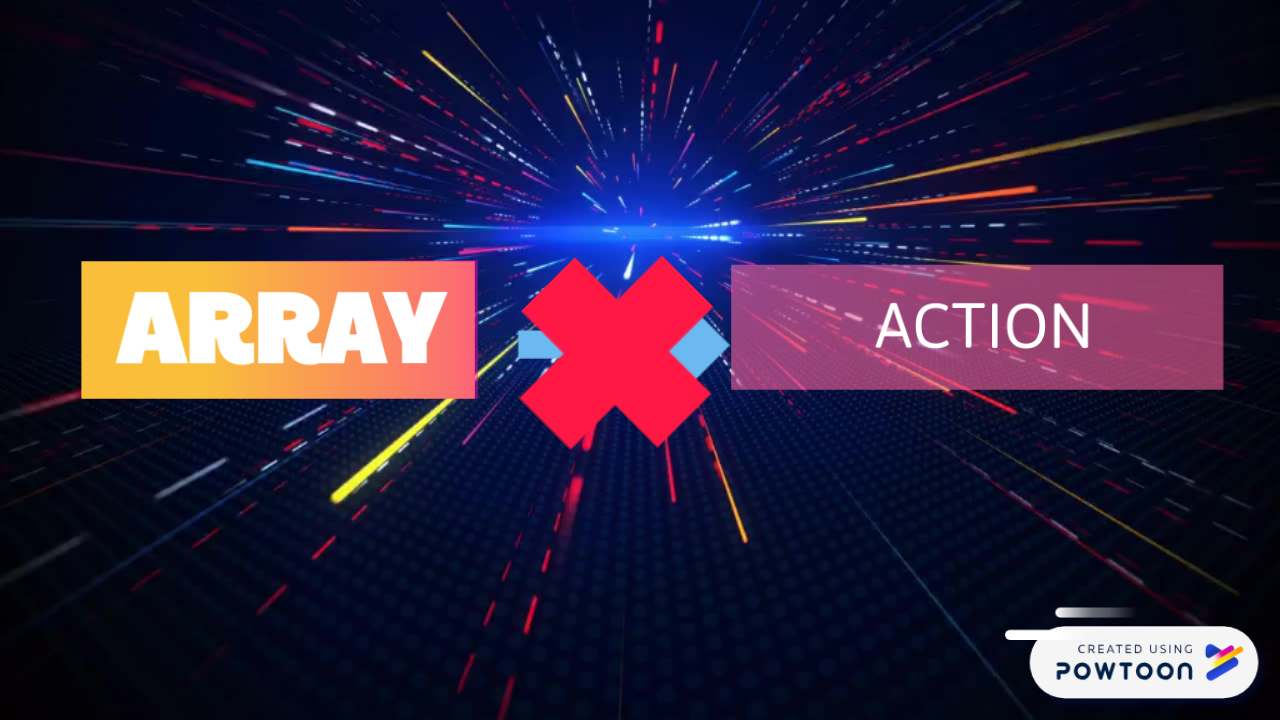 ARRAY
ACTION
CREATED USING
POWTOON